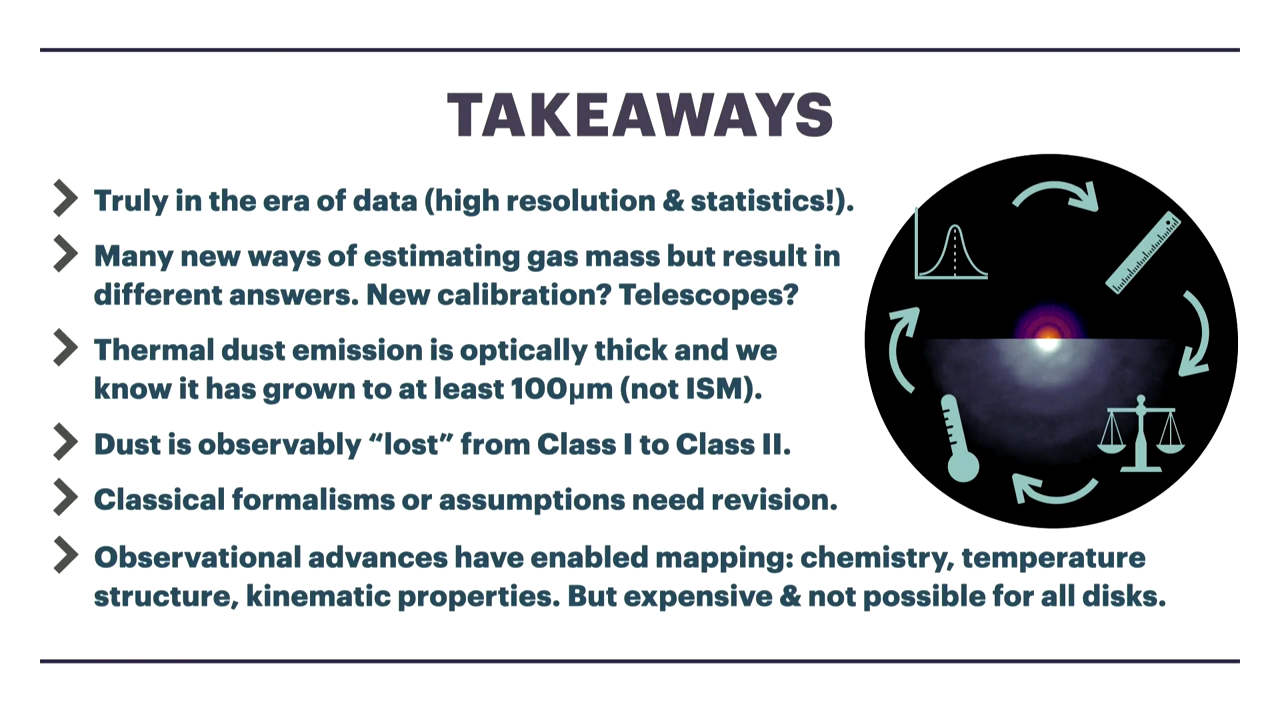 TAKEAWAYS
Truly in the era of data (high resolution & statistics!).
Many new ways of estimating gas mass but result in
different answers. New calibration? Telescopes?
Thermal dust emission is optically thick and we
know it has grown to at least 100μm (not ISM).
Dust is observably “lost” from Class I to Class II.
Classical formalisms or assumptions need revision.
Observational advances have enabled mapping: chemistry, temperature
structure, kinematic properties. But expensive & not possible for all disks.